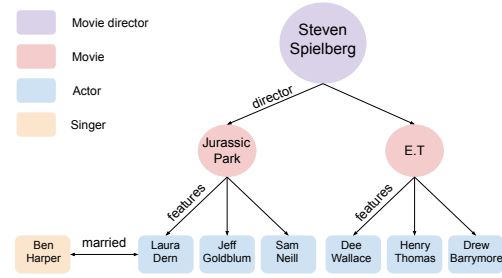 Movie director
Movie
Actor
Singer
Steven
Spielberg
director
Jurassic
Park
E.T
features
features
Ben
Harper
married
Laura
Dern
Jeff
Goldblum
Sam
Neill
Dee
Wallace
Henry
Thomas
Drew
Barrymore